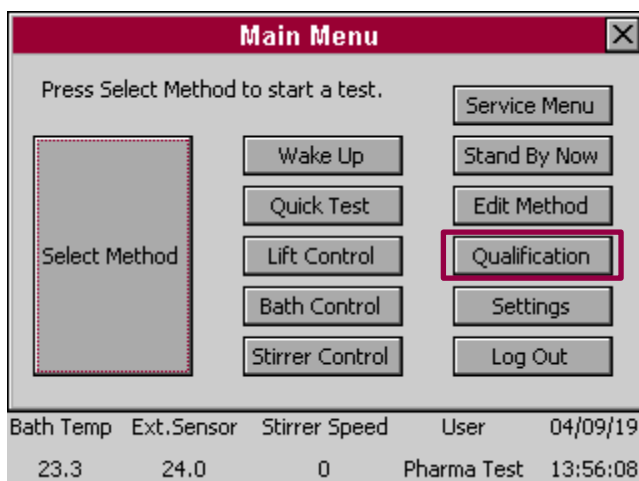 Main Menu
Press Select Method to start a test.
Select Method
Wake Up
Quick Test
Lift Control
Bath Control
Stirrer Control
Service Menu
Stand By Now
Edit Method
Qualification
Settings
Log Out
Bath Temp Ext.Sensor Stirrer Speed User 04/09/19
23.3 24.0 0 Pharma Test 13:56:08